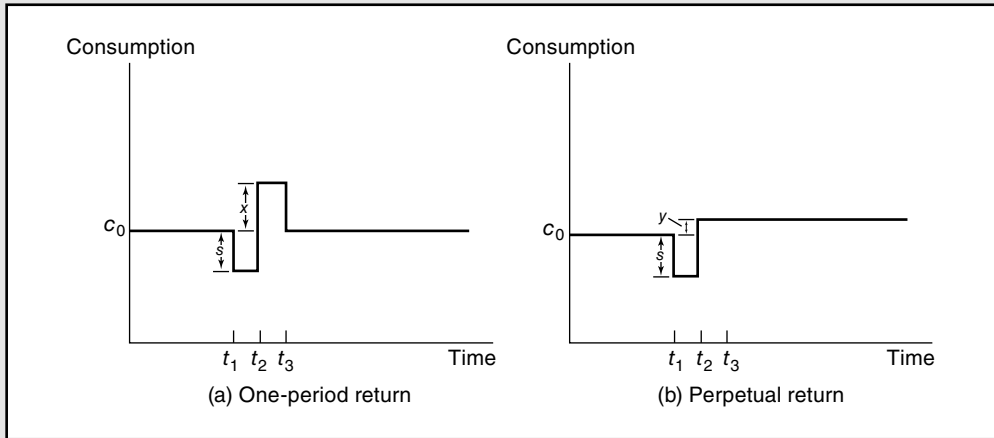 Consumption
x
c0
s
t1 t2 t3 Time
(a) One-period return
Consumption
y
c0
s
t1 t2 t3 Time
(b) Perpetual return